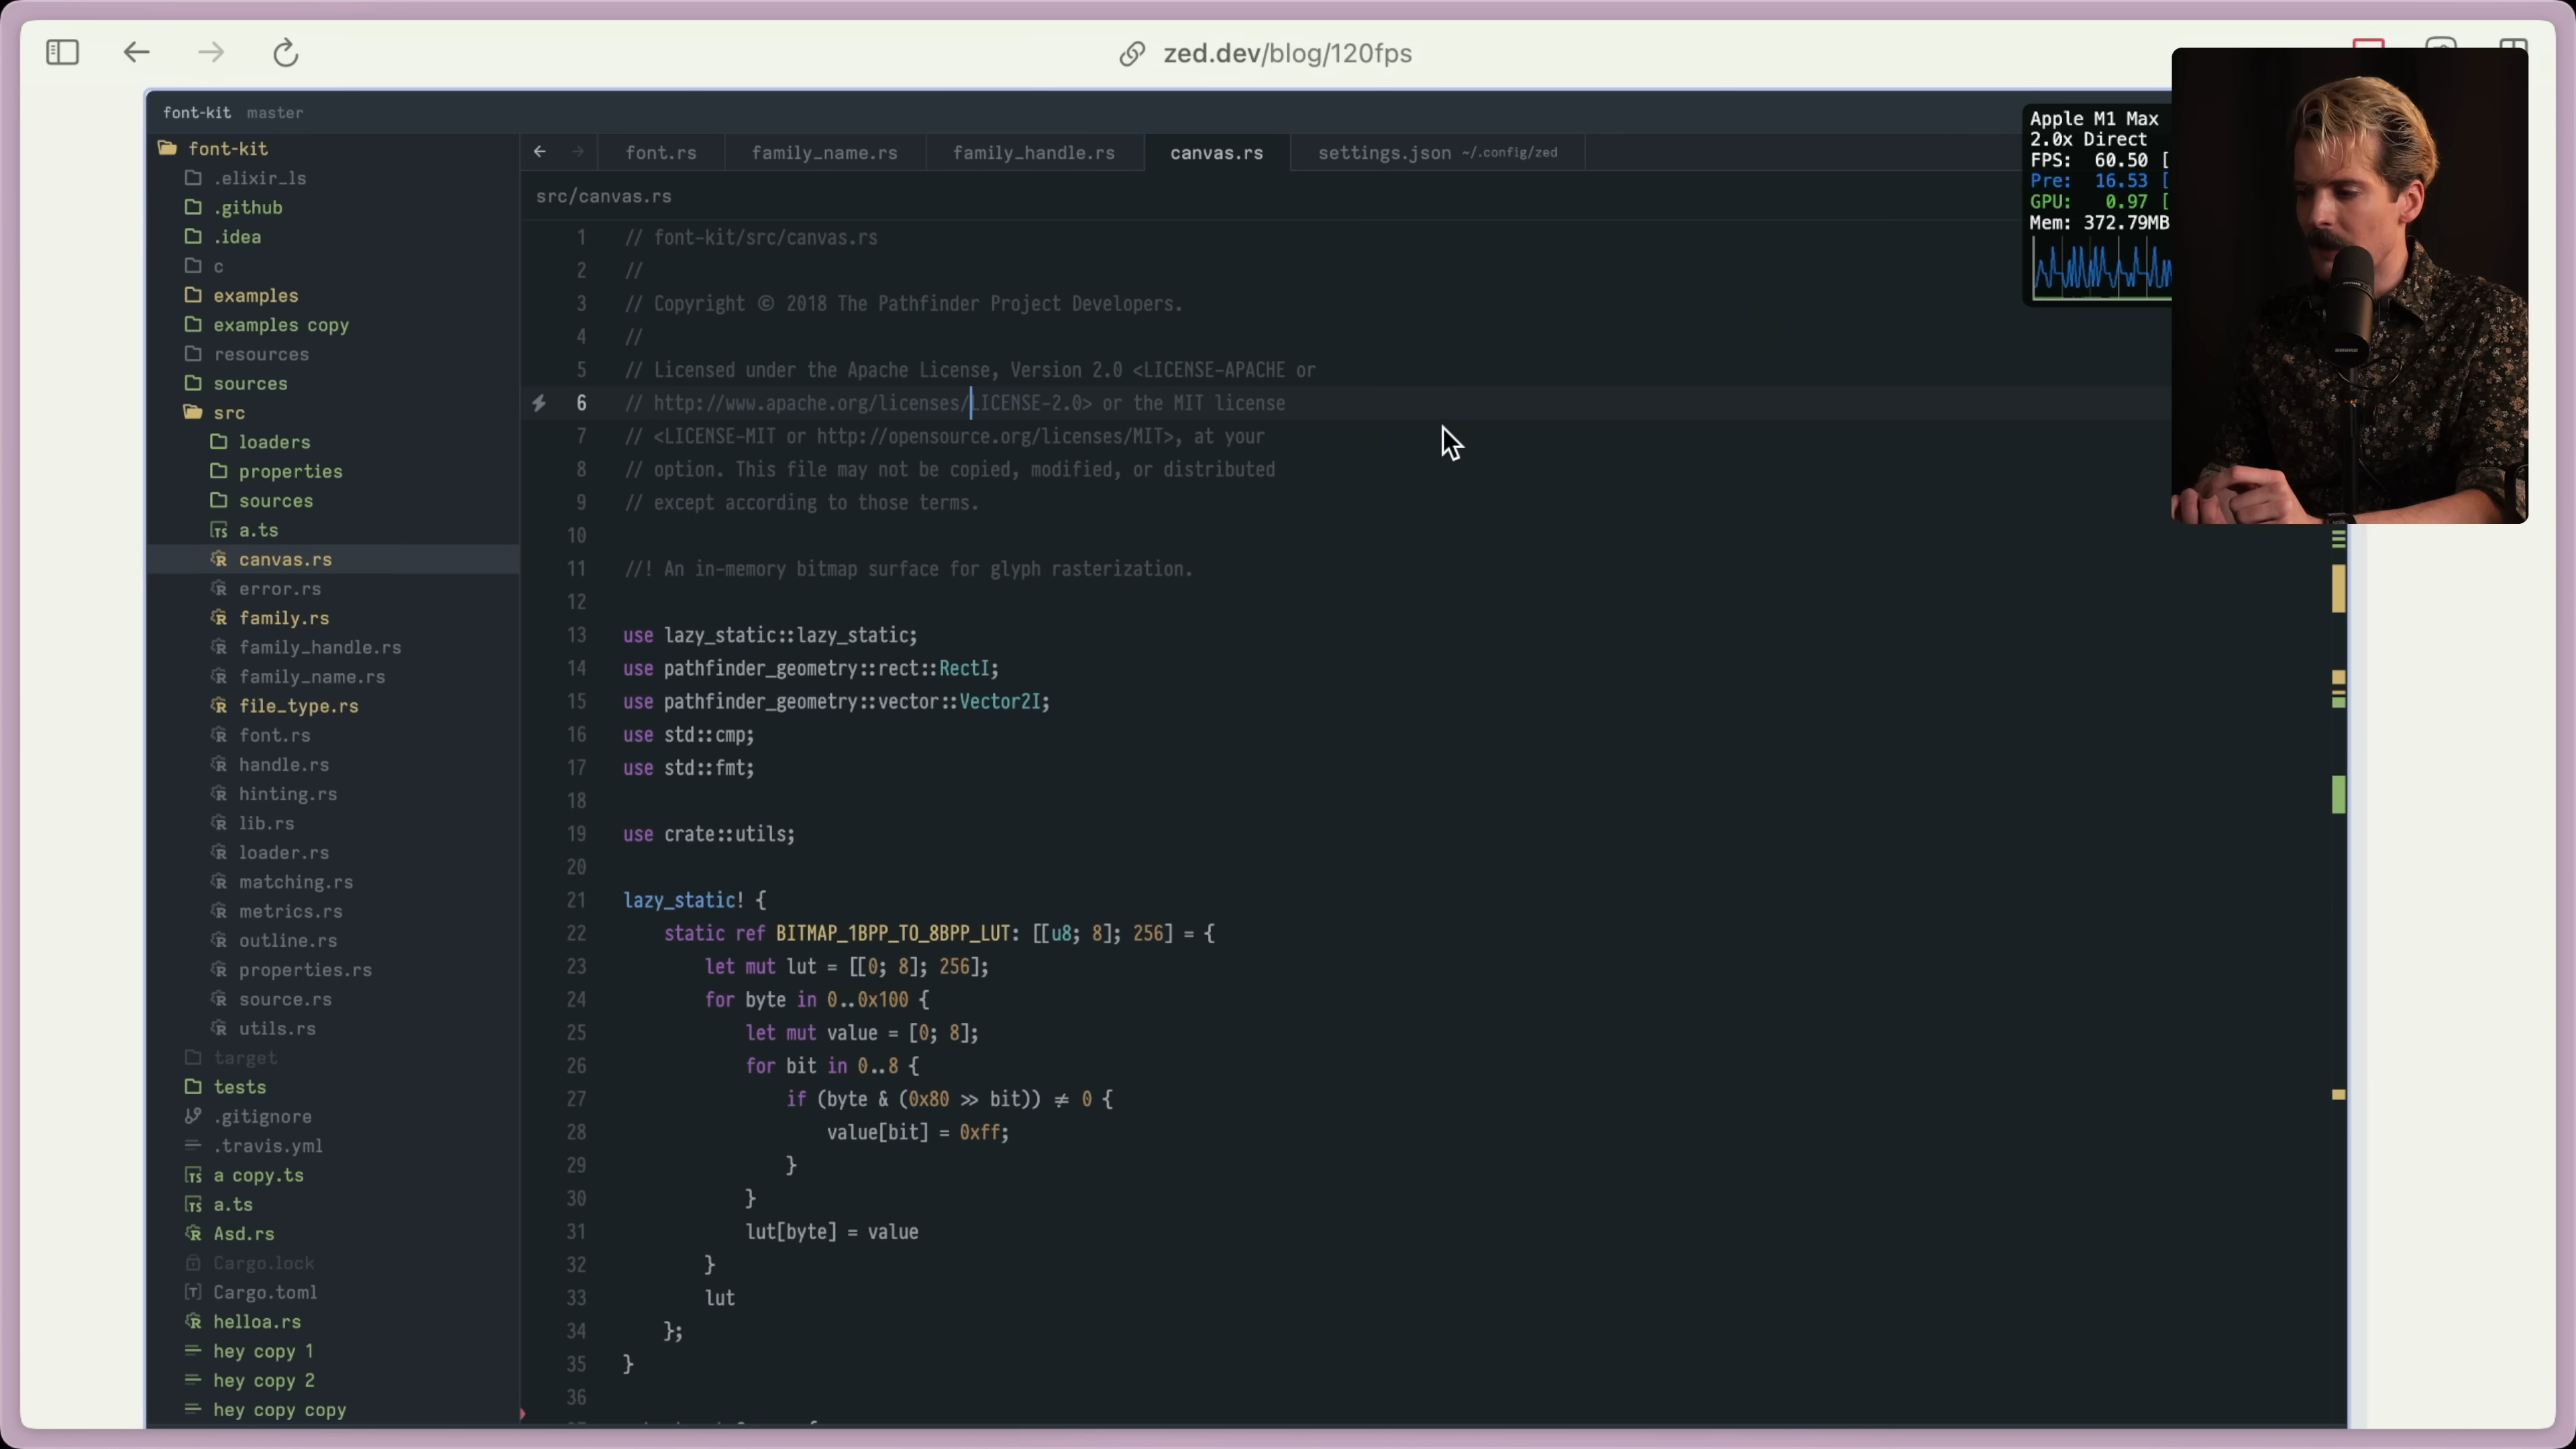 zed.dev/blog/120fps
font-kit master
font-kit
.elixir_ls
.github
.idea
c
examples
examples copy
resources
sources
src
loaders
properties
sources
a.ts
canvas.rs
error.rs
family.rs
family_handle.rs
family_name.rs
file_type.rs
font.rs
handle.rs
hinting.rs
lib.rs
loader.rs
matching.rs
metrics.rs
outline.rs
properties.rs
source.rs
utils.rs
target
tests
.gitignore
.travis.yml
a copy.ts
a.ts
Asd.rs
Cargo.lock
Cargo.toml
helloa.rs
hey copy 1
hey copy 2
hey copy copy
font.rs family_name.rs family_handle.rs canvas.rs settings.json ~/.config/zed
src/canvas.rs
1 // font-kit/src/canvas.rs
2 //
3 // Copyright © 2018 The Pathfinder Project Developers.
4 //
5 // Licensed under the Apache License, Version 2.0 <LICENSE-APACHE or
6 // http://www.apache.org/licenses/LICENSE-2.0> or the MIT license
7 // <LICENSE-MIT or http://opensource.org/licenses/MIT>, at your
8 // option. This file may not be copied, modified, or distributed
9 // except according to those terms.
10
11 //! An in-memory bitmap surface for glyph rasterization.
12
13 use lazy_static::lazy_static;
14 use pathfinder_geometry::rect::RectI;
15 use pathfinder_geometry::vector::Vector2I;
16 use std::cmp;
17 use std::fmt;
18
19 use crate::utils;
20
21 lazy_static! {
22 static ref BITMAP_1BPP_TO_8BPP_LUT: [[u8; 8]; 256] = {
23 let mut lut = [[0; 8]; 256];
24 for byte in 0..0x100 {
25 let mut value = [0; 8];
26 for bit in 0..8 {
27 if (byte & (0x80 >> bit)) ≠ 0 {
28 value[bit] = 0xff;
29 }
30 }
31 lut[byte] = value
32 }
33 lut
34 };
35 }
36
Apple M1 Max
2.0x Direct
FPS: 60.50 [
Pre: 16.53 [
GPU: 0.97 [
Mem: 372.79MB